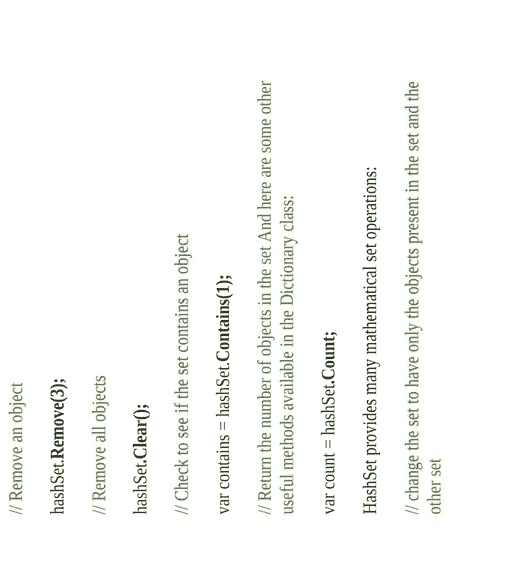 // Remove an object
hashSet.Remove(3);
// Remove all objects
hashSet.Clear();
// Check to see if the set contains an object
var contains = hashSet.Contains(1);
// Return the number of objects in the set And here are some other
useful methods available in the Dictionary class:
var count = hashSet.Count;
HashSet provides many mathematical set operations:
// change the set to have only the objects present in the set and the
other set